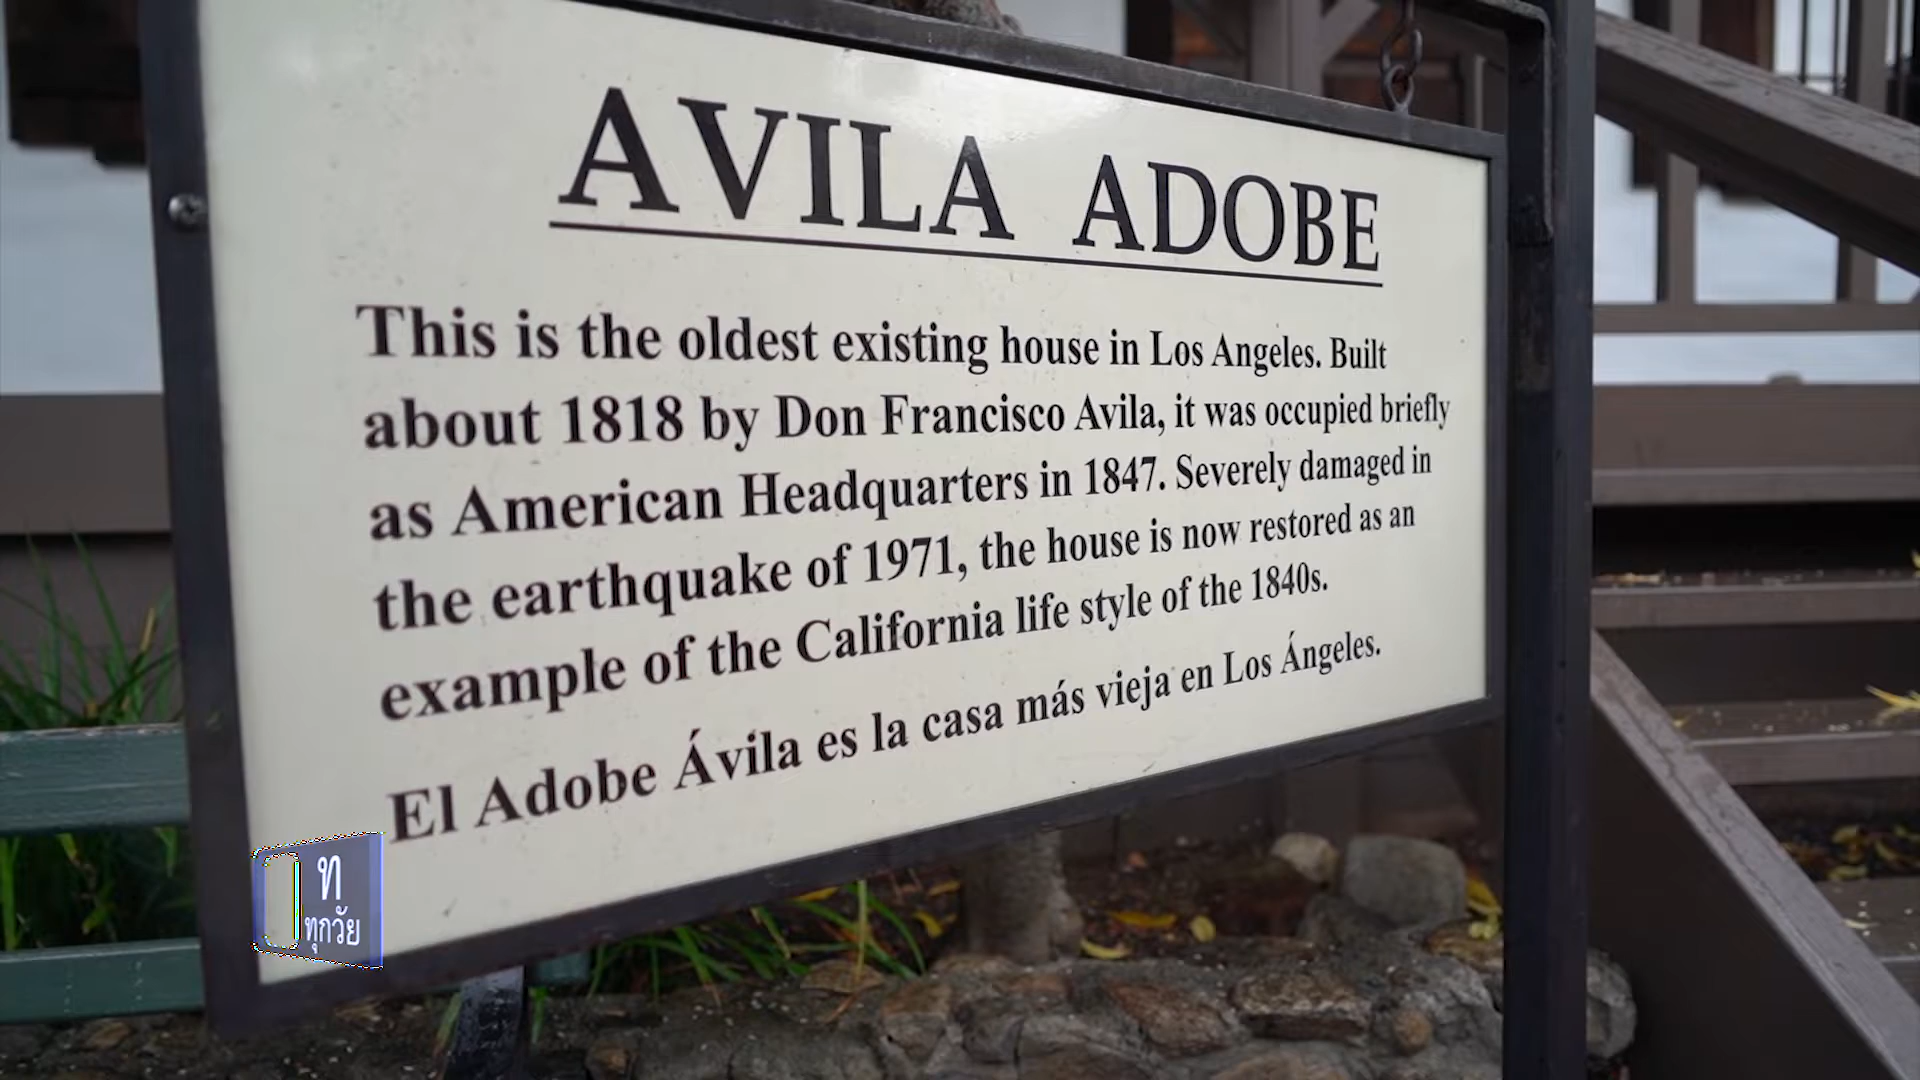 AVILA ADOBE
This is the oldest existing house in Los Angeles. Built
about 1818 by Don Francisco Avila, it was occupied briefly
as American Headquarters in 1847. Severely damaged in
the earthquake of 1971, the house is now restored as an
example of the California life style of the 1840s.
El Adobe Ávila es la casa más vieja en Los Ángeles.
ท
ทุกวัย